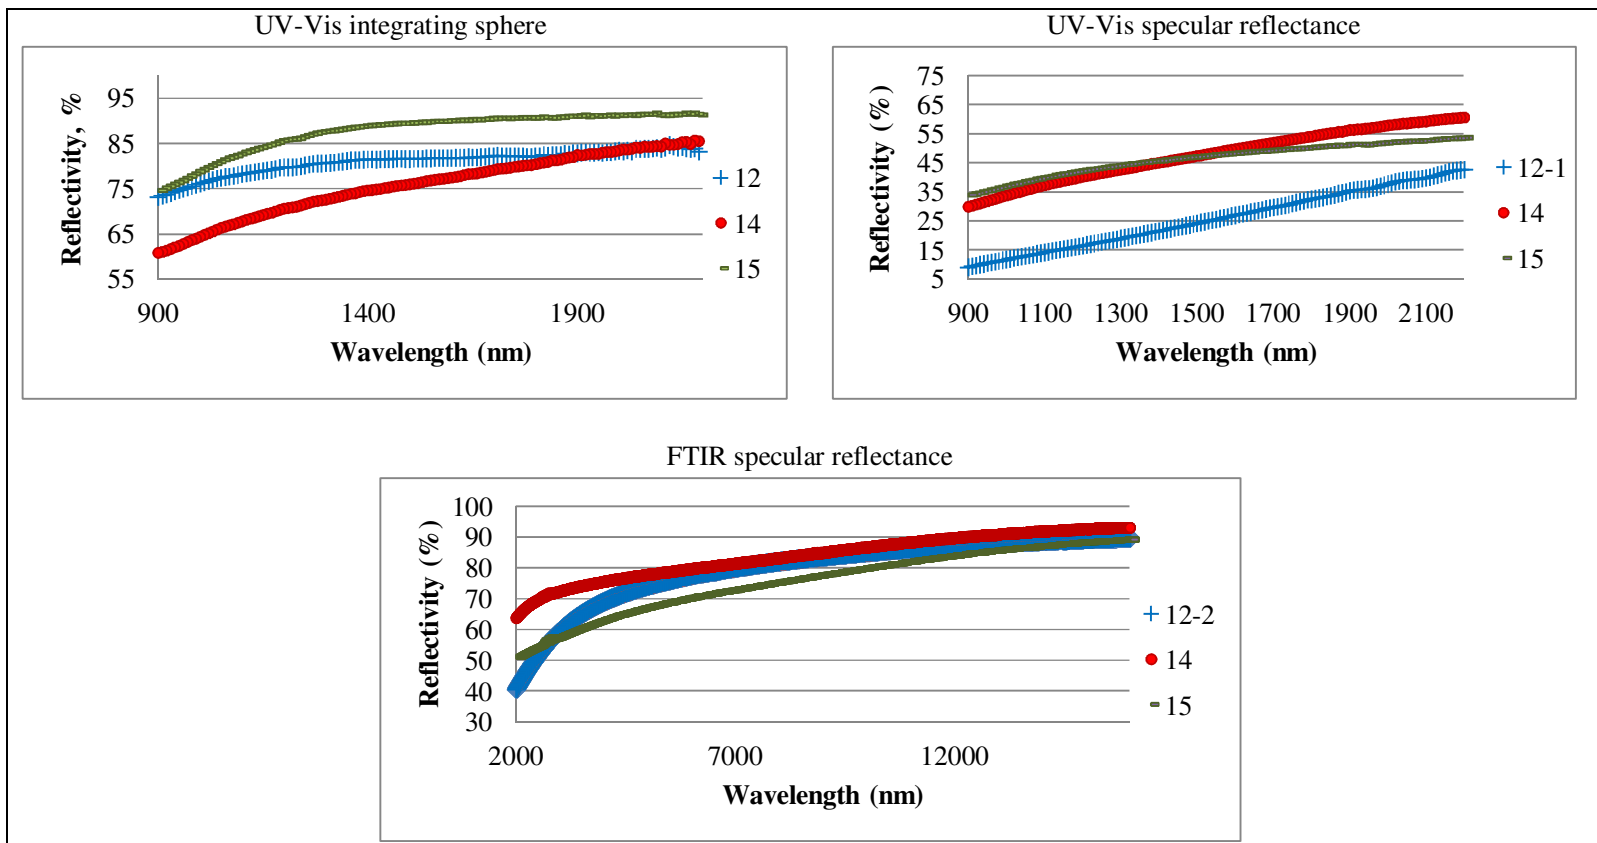 UV-Vis integrating sphere
Reflectivity, %
95
85
75
65
55
900 1400 1900
Wavelength (nm)
12
14
15
UV-Vis specular reflectance
Reflectivity (%)
75
65
55
45
35
25
15
5
900 1100 1300 1500 1700 1900 2100
Wavelength (nm)
12-1
14
15
FTIR specular reflectance
Reflectivity (%)
100
90
80
70
60
50
40
30
2000 7000 12000
Wavelength (nm)
12-2
14
15